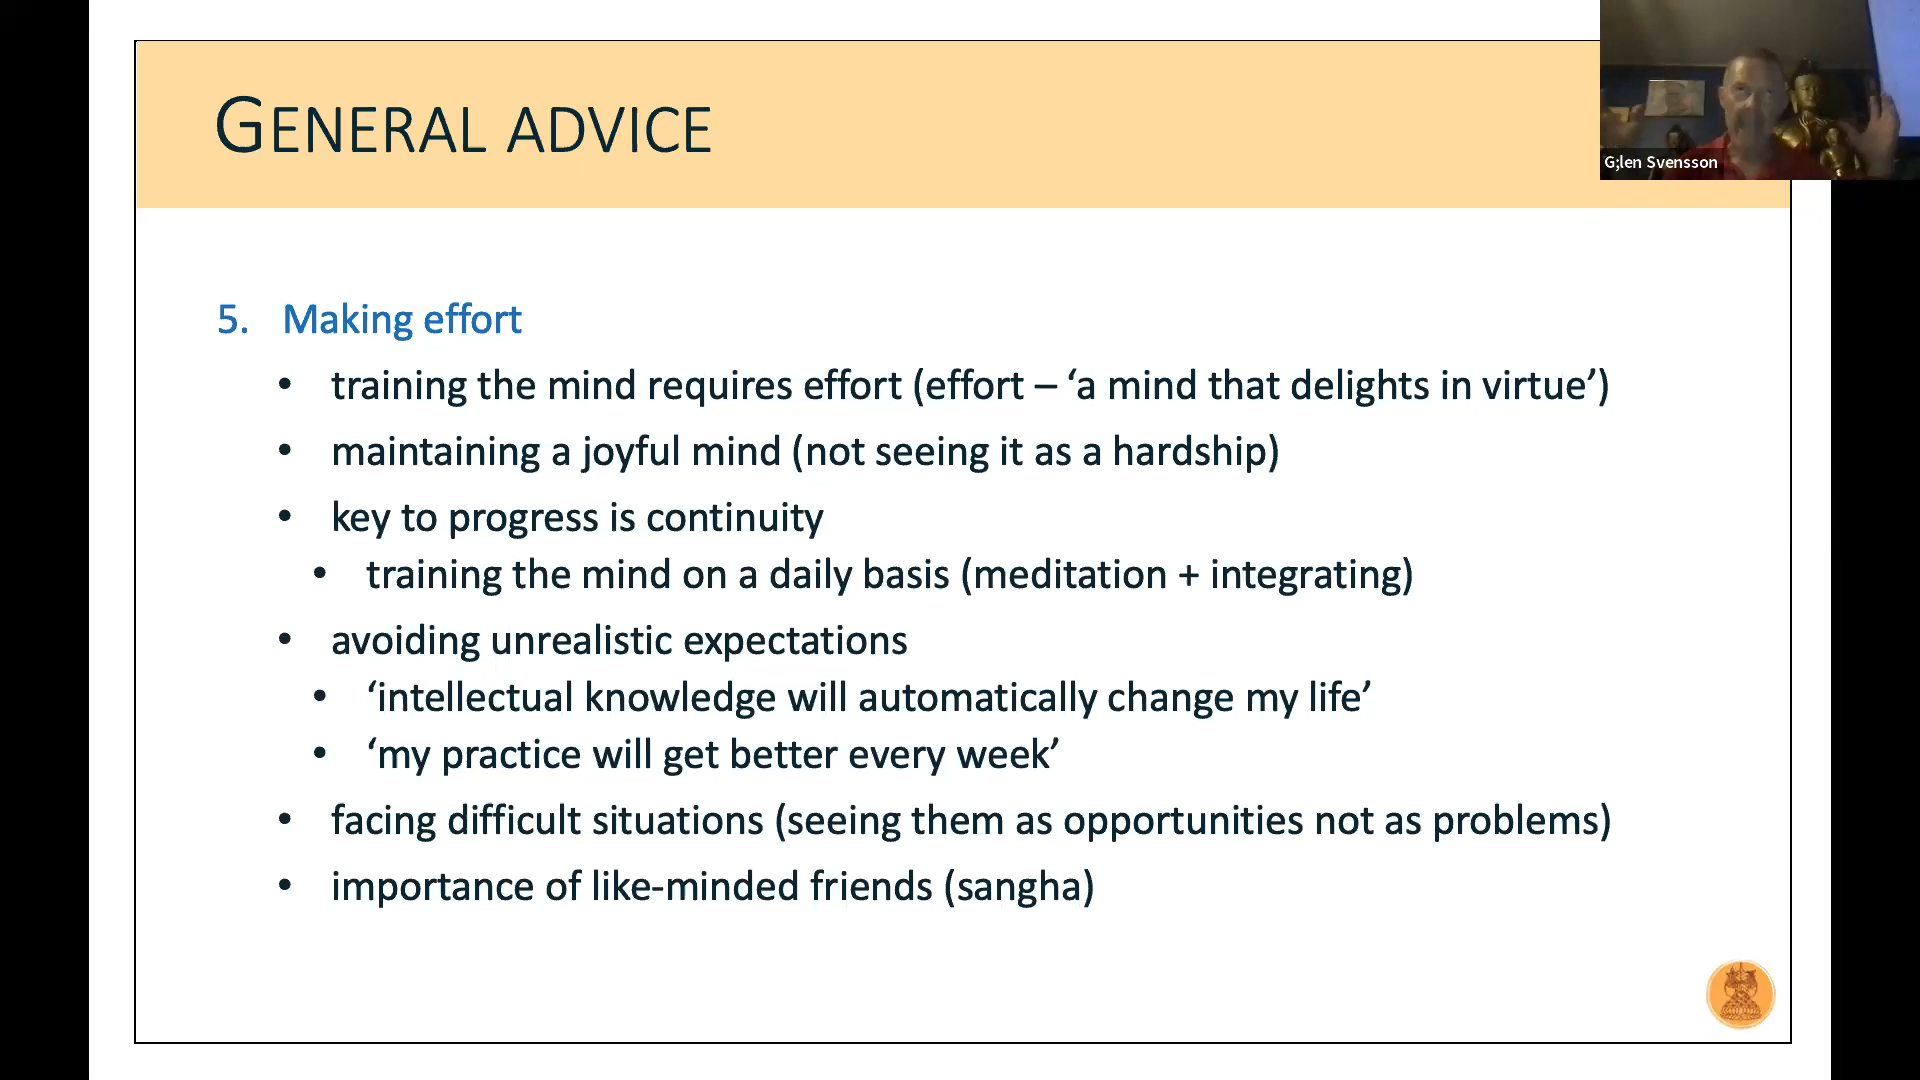 GENERAL ADVICE
G;len Svensson
5. Making effort
• training the mind requires effort (effort – ‘a mind that delights in virtue’)
• maintaining a joyful mind (not seeing it as a hardship)
• key to progress is continuity
• training the mind on a daily basis (meditation + integrating)
• avoiding unrealistic expectations
• ‘intellectual knowledge will automatically change my life’
• ‘my practice will get better every week’
• facing difficult situations (seeing them as opportunities not as problems)
• importance of like-minded friends (sangha)